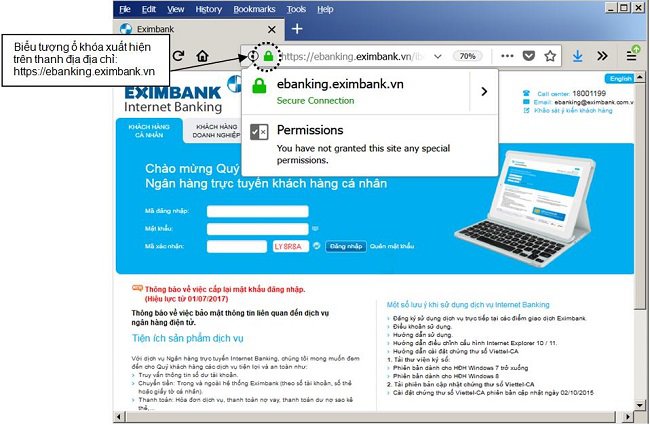 File Edit View History Bookmarks Tools Help
Eximbank
Biểu tượng ổ khóa xuất hiện
trên thanh địa địa chỉ:
https://ebanking.eximbank.vn
https://ebanking.eximbank.vn/
70%
ebanking.eximbank.vn
Secure Connection
Permissions
You have not granted this site any special
permissions.
English
EXIMBANK
Internet Banking
Call center: 18001199
Email: ebanking@eximbank.com.v
Khảo sát ý kiến khách hàng
KHÁCH HÀNG
CÁ NHÂN
KHÁCH HÀNG
DOANH NGHIỆP
Chào mừng Quý
Ngân hàng trực tuyến khách hàng cá nhân
Mã đăng nhập:
Mật khẩu:
Mã xác nhận:
LY8R8A
Đăng nhập
Quên mật khẩu
Thông báo về việc cấp lại mật khẩu đăng nhập.
(Hiệu lực từ 01/07/2017)
Thông báo về việc bảo mật thông tin liên quan đến dịch vụ
ngân hàng điện tử.
Tiện ích sản phẩm dịch vụ
Với dịch vụ Ngân hàng trực tuyến Internet Banking, chúng tôi mong muốn đem
đến cho Quý khách hàng các dịch vụ tiện lợi và an toàn như:
Truy vấn thông tin số dư tài khoản.
Chuyển tiền: Trong và ngoài hệ thống Eximbank (theo số tài khoản, số thẻ
hoặc giấy tờ cá nhân).
Thanh toán: Hóa đơn dịch vụ, thanh toán nợ vay, thanh toán dư nợ sao kê
thẻ,...
Một số lưu ý khi sử dụng dịch vụ Internet Banking
Đăng ký sử dụng dịch vụ trực tiếp tại các điểm giao dịch Eximbank.
Điều khoản sử dụng.
Hướng dẫn sử dụng.
Hướng dẫn điều chỉnh cấu hình Internet Explorer 10 / 11.
Hướng dẫn cài đặt chứng thư số Viettel-CA
1. Tải thư viện ký số:
Phiên bản dành cho HĐH Windows 7 trở xuống
Phiên bản dành cho HĐH Windows 8
2. Tải phiên bản cập nhật chứng thư số Viettel-CA
Cài đặt chứng thư số Viettel-CA phiên bản cập nhật ngày 02/10/2015